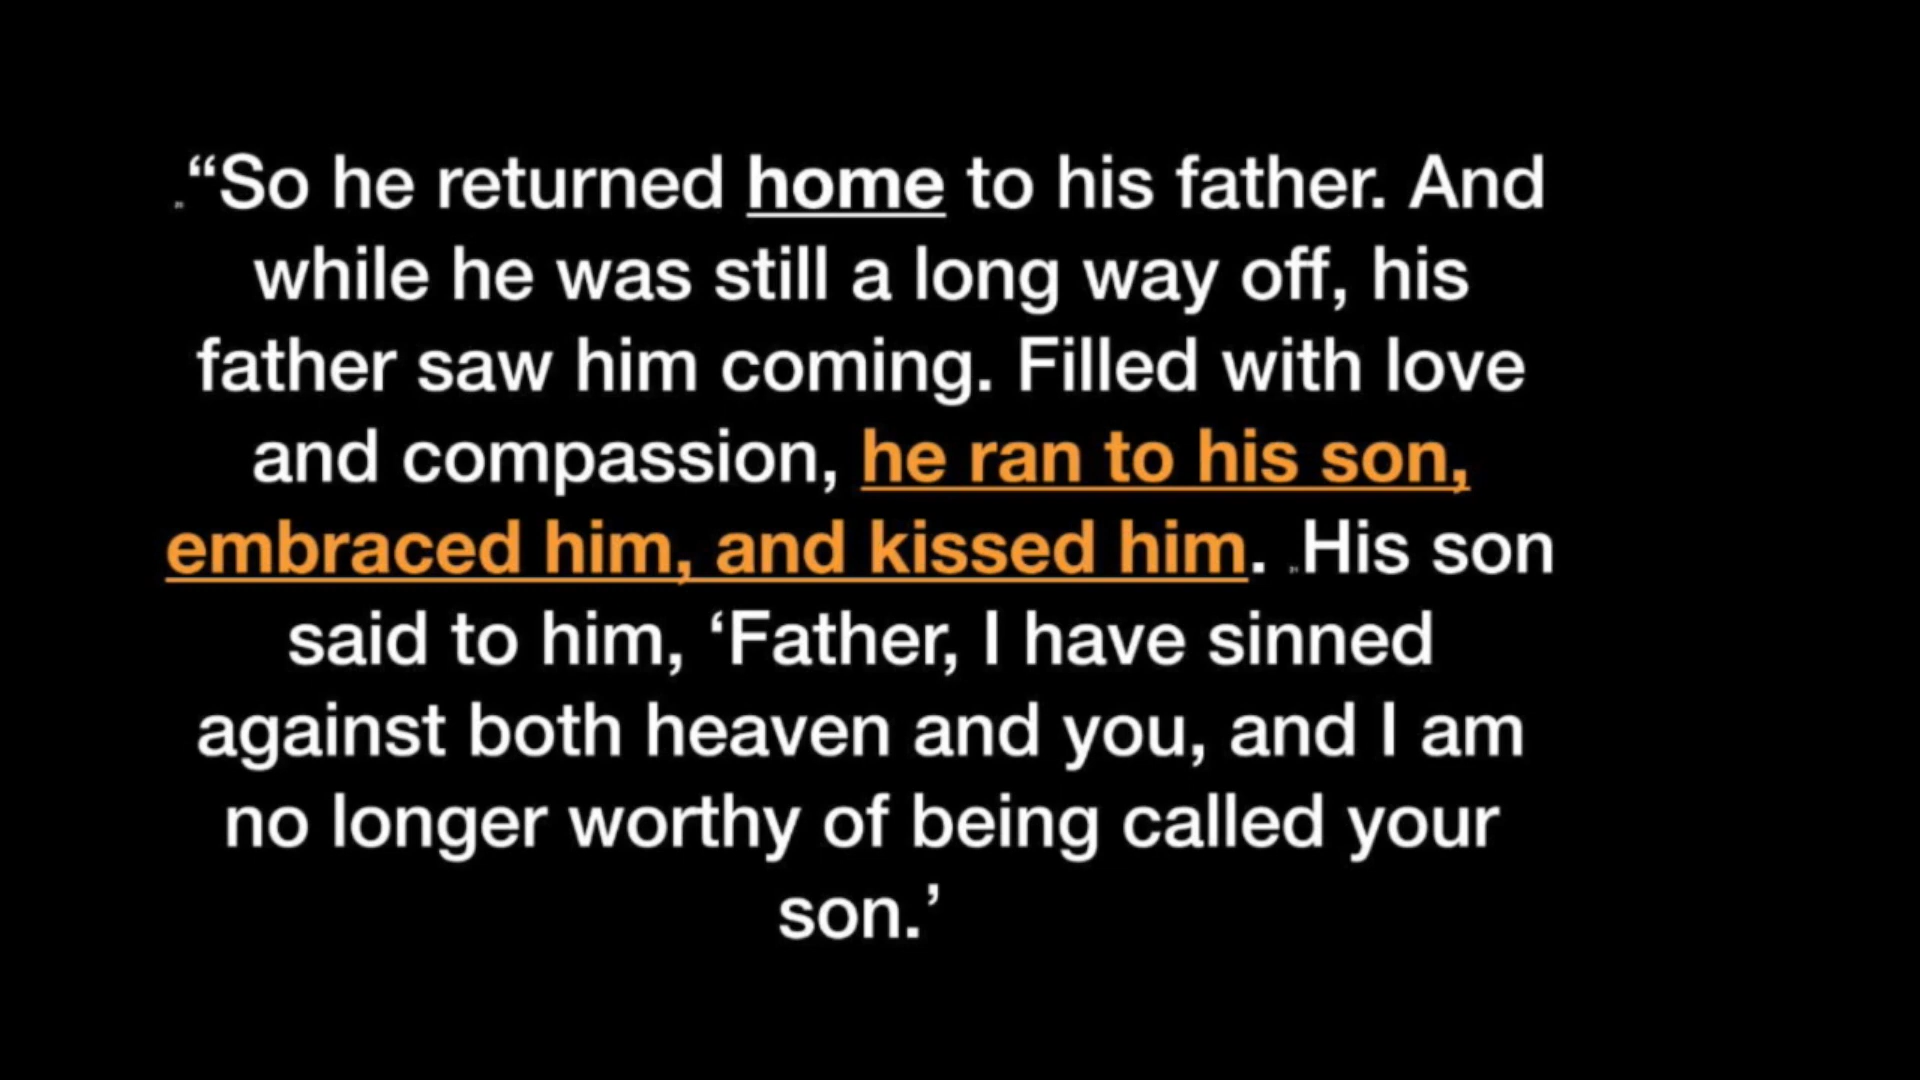 “So he returned home to his father. And
while he was still a long way off, his
father saw him coming. Filled with love
and compassion, he ran to his son,
embraced him, and kissed him. His son
said to him, ‘Father, I have sinned
against both heaven and you, and I am
no longer worthy of being called your
son.’